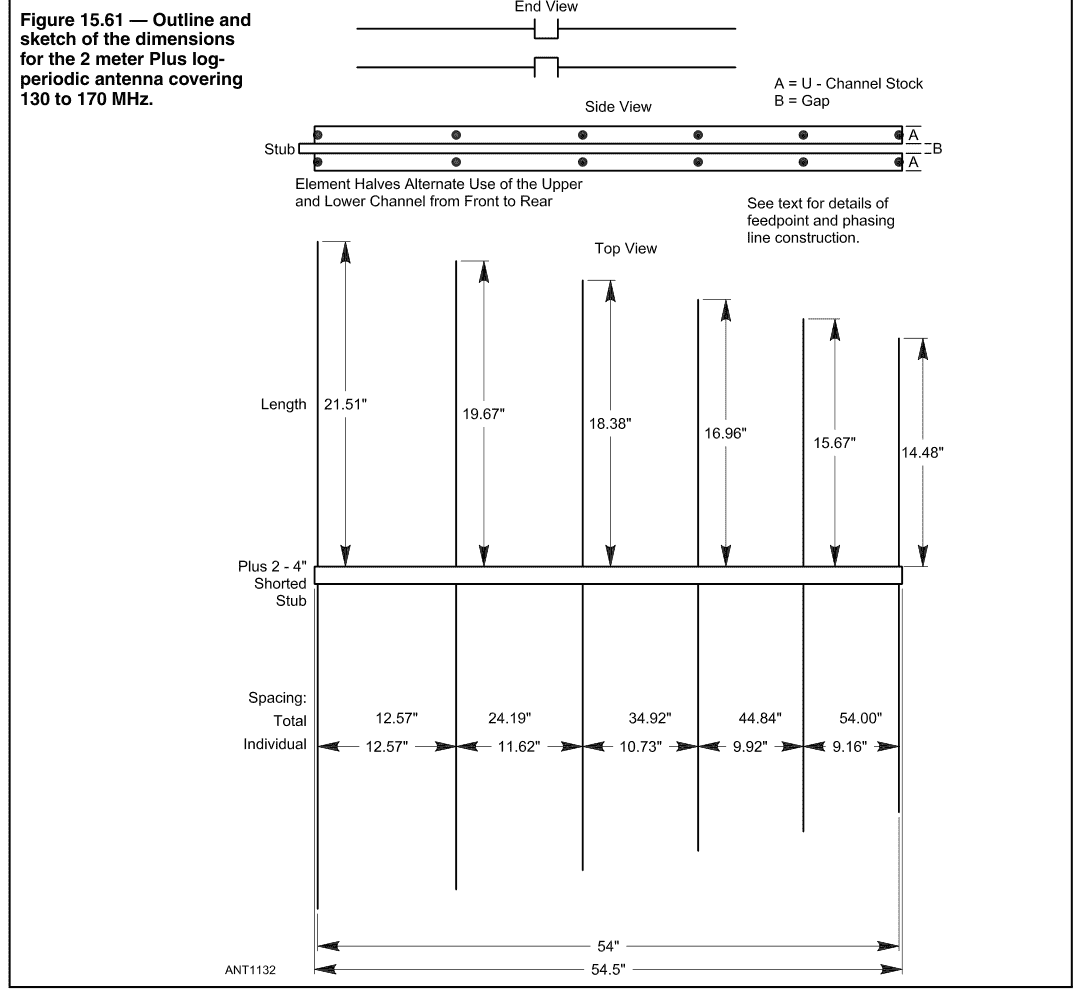 Figure 15.61 — Outline and
sketch of the dimensions
for the 2 meter Plus log-
periodic antenna covering
130 to 170 MHz.
End View
A = U - Channel Stock
B = Gap
Side View
Stub
A
B
A
Element Halves Alternate Use of the Upper
and Lower Channel from Front to Rear
See text for details of
feedpoint and phasing
line construction.
Top View
Length
21.51"
19.67"
18.38"
16.96"
15.67"
14.48"
Plus 2 - 4"
Shorted
Stub
Spacing:
Total 12.57" 24.19" 34.92" 44.84" 54.00"
Individual 12.57" 11.62" 10.73" 9.92" 9.16"
54"
ANT1132
54.5"